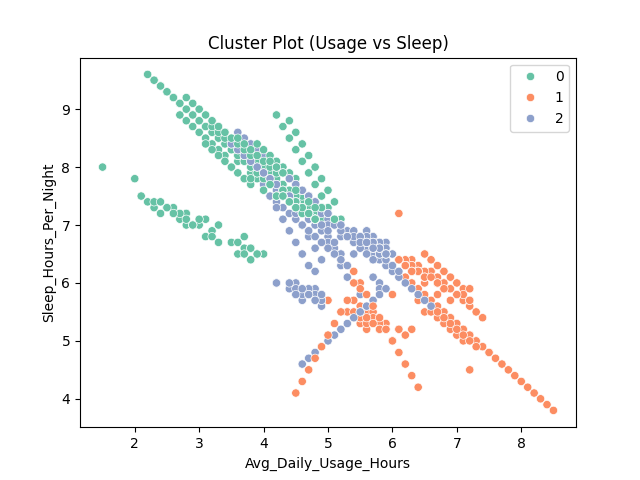 Cluster Plot (Usage vs Sleep)
0
1
2
Sleep_Hours_Per_Night
9
8
7
6
5
4
2 3 4 5 6 7 8
Avg_Daily_Usage_Hours